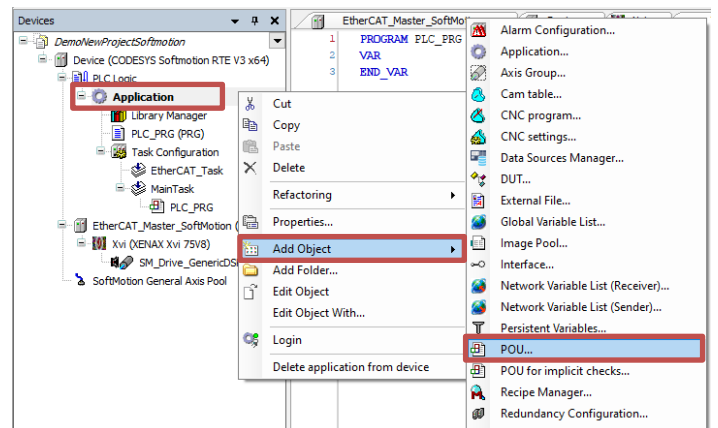 Devices
DemoNewProjectSoftmotion
Device (CODESYS Softmotion RTE V3 x64)
PLC Logic
Application
Library Manager
PLC_PRG (PRG)
Task Configuration
EtherCAT_Task
MainTask
PLC_PRG
EtherCAT_Master_SoftMotion (
Xvi (XENAX Xvi 75V8)
SM_Drive_GenericDS
SoftMotion General Axis Pool
EtherCAT_Master_SoftMot
1 PROGRAM PLC_PRG
2 VAR
3 END_VAR
Cut
Copy
Paste
Delete
Refactoring
Properties...
Add Object
Add Folder...
Edit Object
Edit Object With...
Login
Delete application from device
Alarm Configuration...
Application...
Axis Group...
Cam table...
CNC program...
CNC settings...
Data Sources Manager...
DUT...
External File...
Global Variable List...
Image Pool...
Interface...
Network Variable List (Receiver)...
Network Variable List (Sender)...
Persistent Variables...
POU...
POU for implicit checks...
Recipe Manager...
Redundancy Configuration...